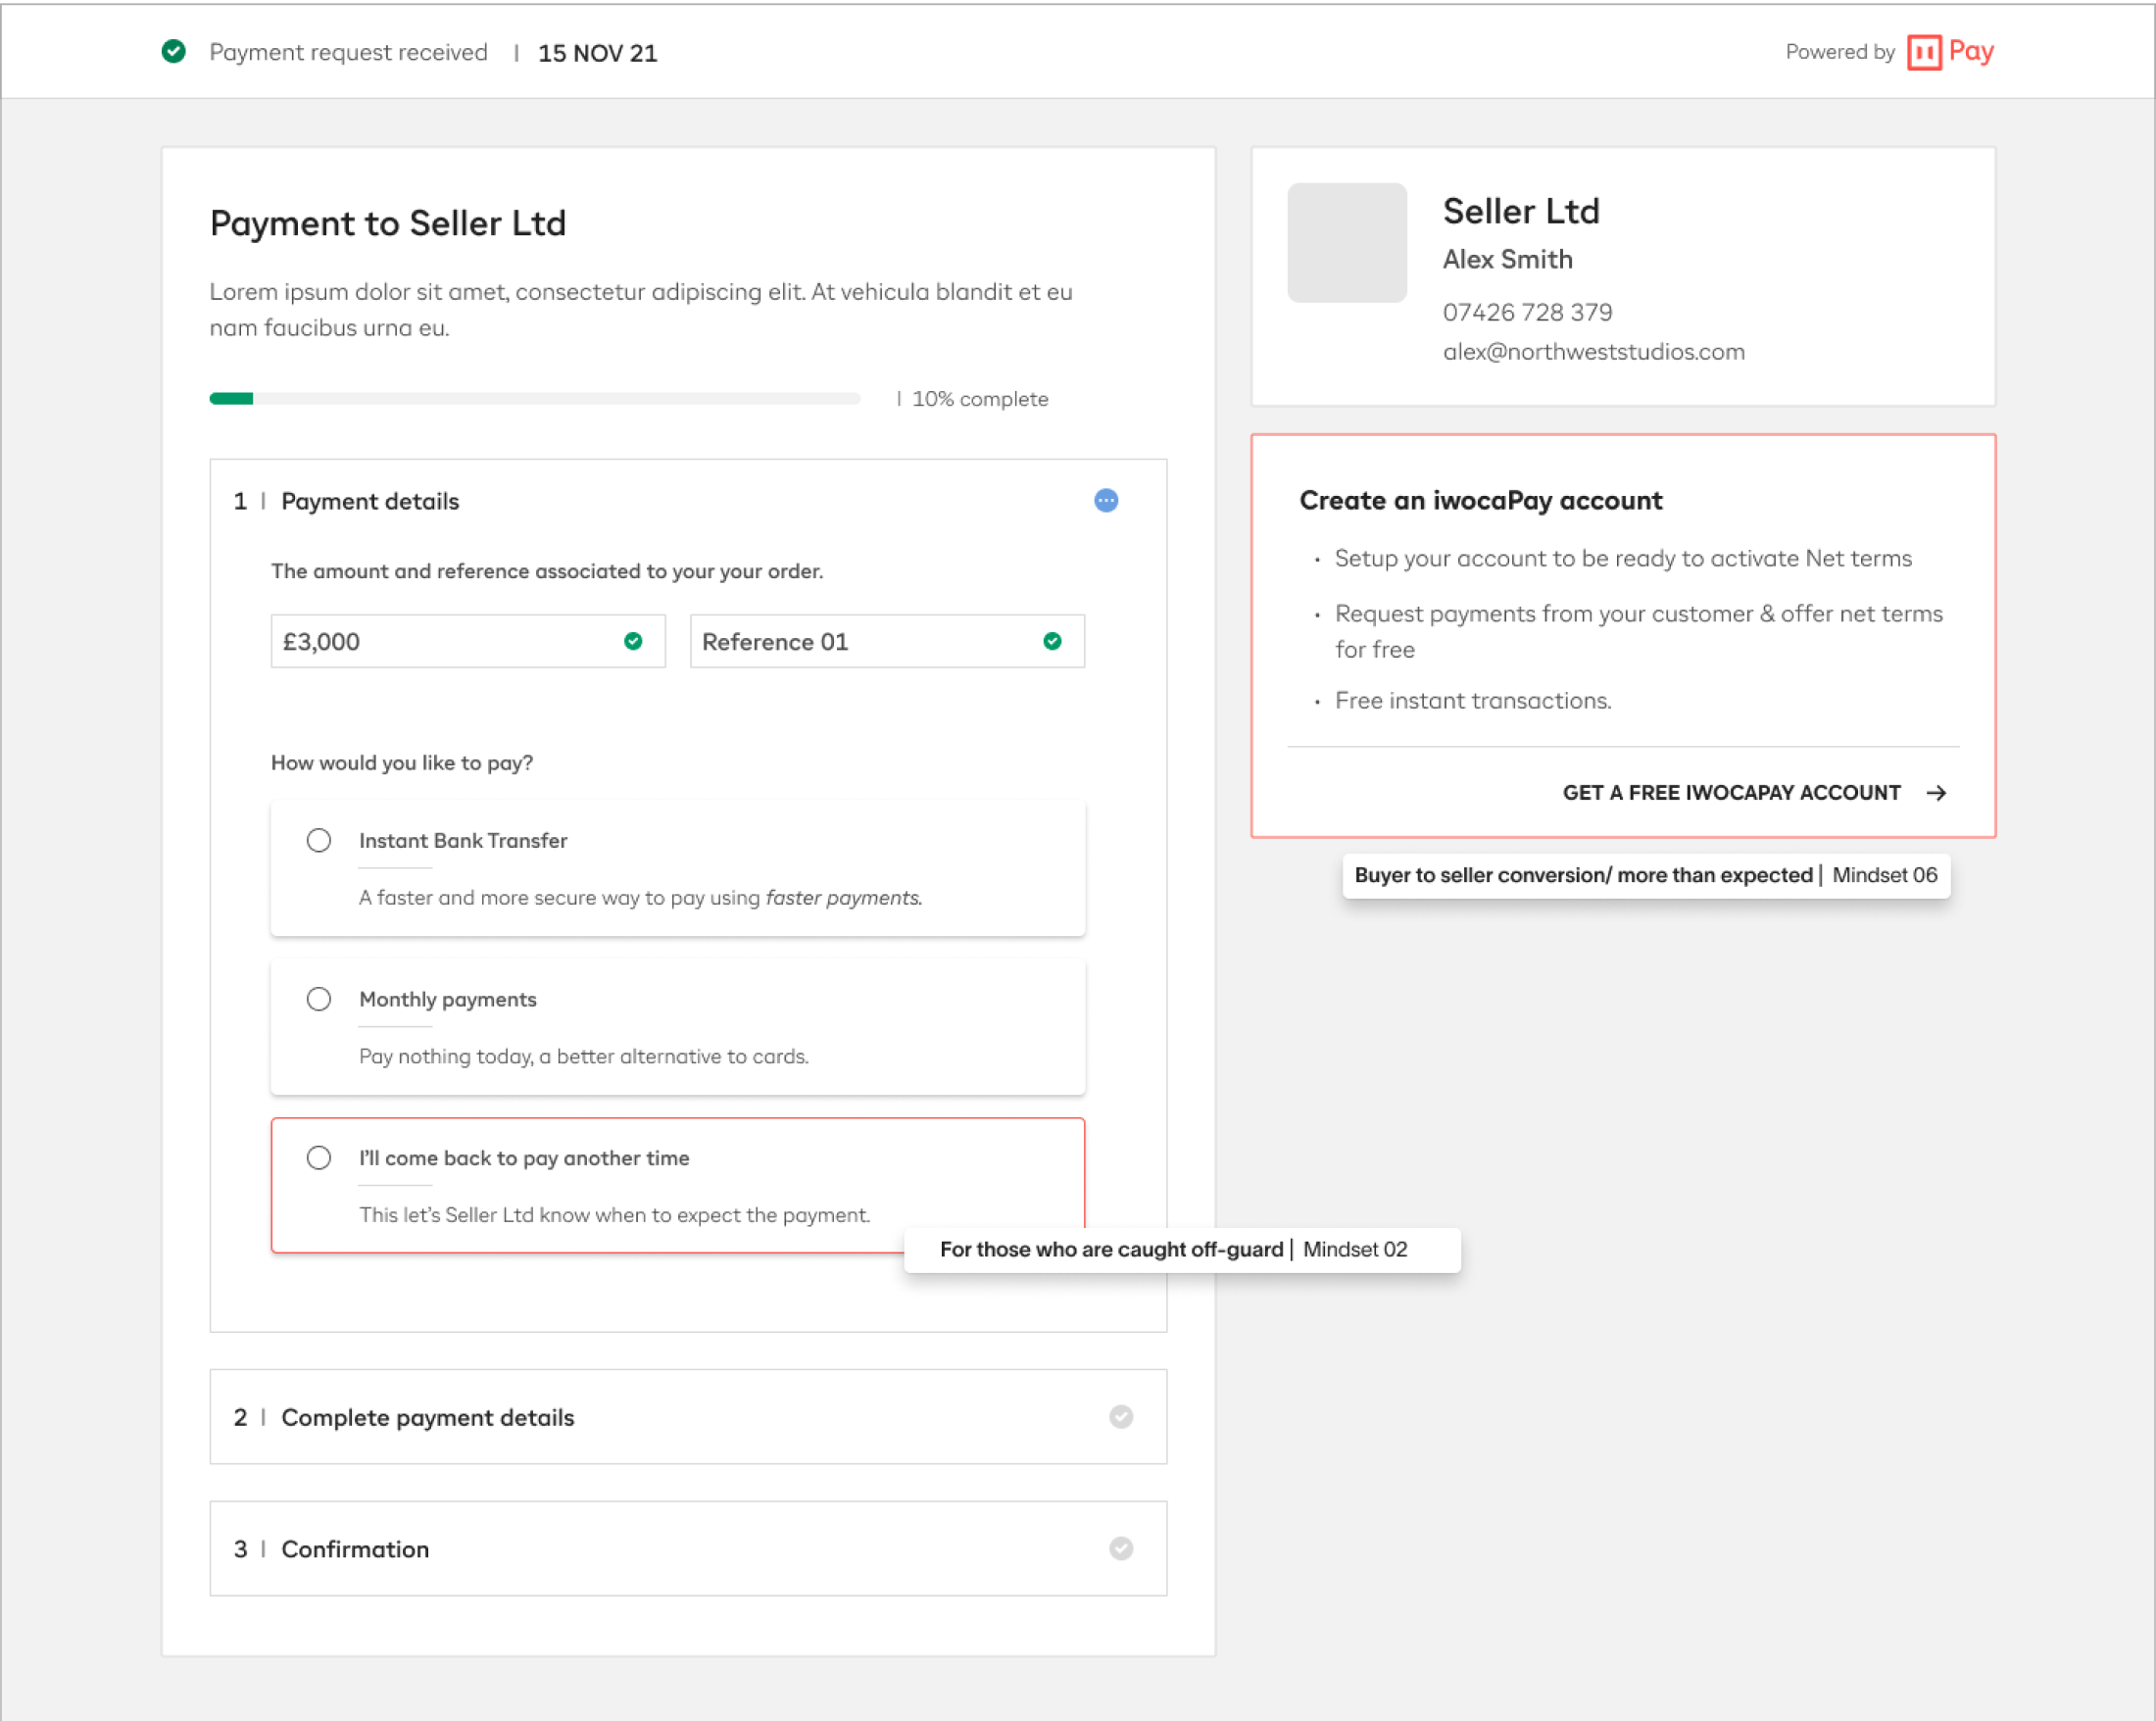 Payment request received | 15 NOV 21
Powered by Pay
Payment to Seller Ltd
Lorem ipsum dolor sit amet, consectetur adipiscing elit. At vehicula blandit et eu
nam faucibus urna eu.
| 10% complete
1 | Payment details
The amount and reference associated to your your order.
£3,000
Reference 01
How would you like to pay?
Instant Bank Transfer
A faster and more secure way to pay using faster payments.
Monthly payments
Pay nothing today, a better alternative to cards.
I'll come back to pay another time
This let's Seller Ltd know when to expect the payment.
For those who are caught off-guard | Mindset 02
2 | Complete payment details
3 | Confirmation
Seller Ltd
Alex Smith
07426 728 379
alex@northweststudios.com
Create an iwocaPay account
• Setup your account to be ready to activate Net terms
• Request payments from your customer & offer net terms
for free
• Free instant transactions.
GET A FREE IWOCAPAY ACCOUNT →
Buyer to seller conversion/ more than expected | Mindset 06